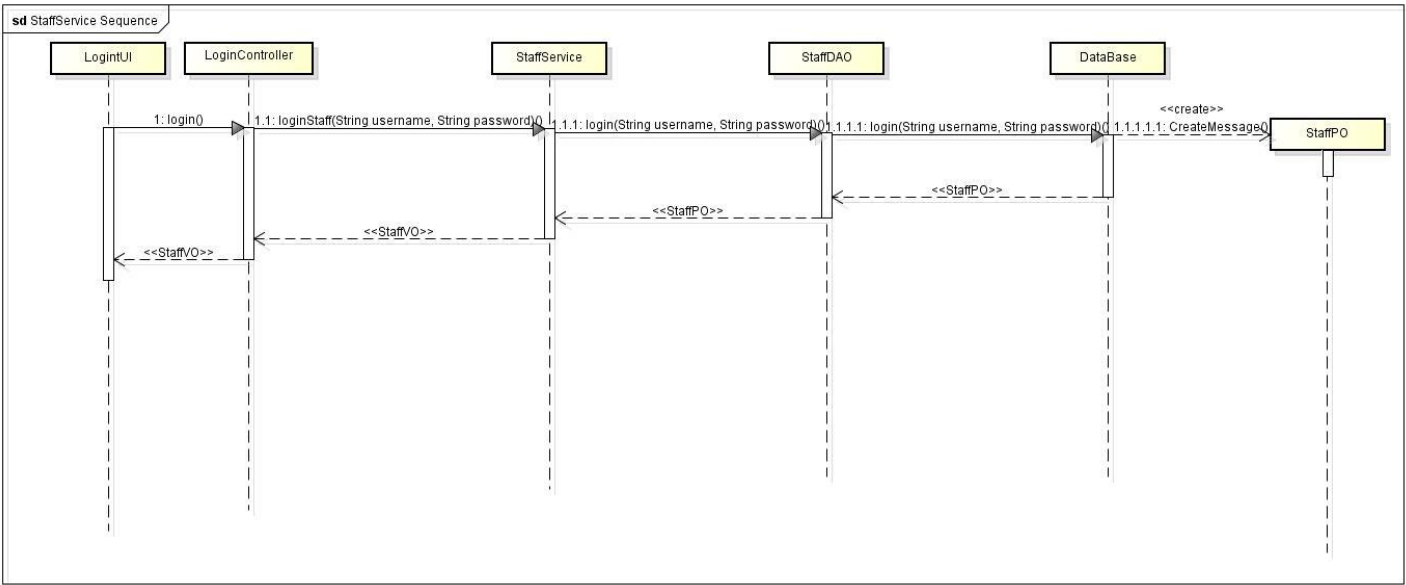 sd StaffService Sequence
LogintUI
LoginController
StaffService
StaffDAO
DataBase
<<create>>
StaffPO
1: login()
1.1: loginStaff(String username, String password)()
1.1.1: login(String username, String password)()
1.1.1.1: login(String username, String password)()
1.1.1.1.1: CreateMessage()
<<StaffPO>>
<<StaffPO>>
<<StaffVO>>
<<StaffVO>>